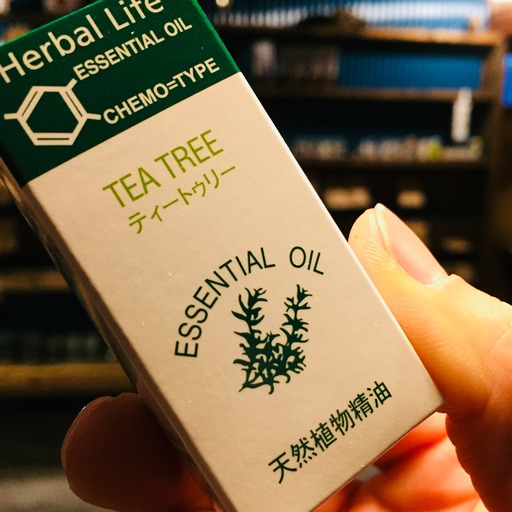 Herbal Life
ESSENTIAL OIL
CHEMO=TYPE
TEA TREE
ティートゥリー
ESSENTIAL OIL
天然植物精油